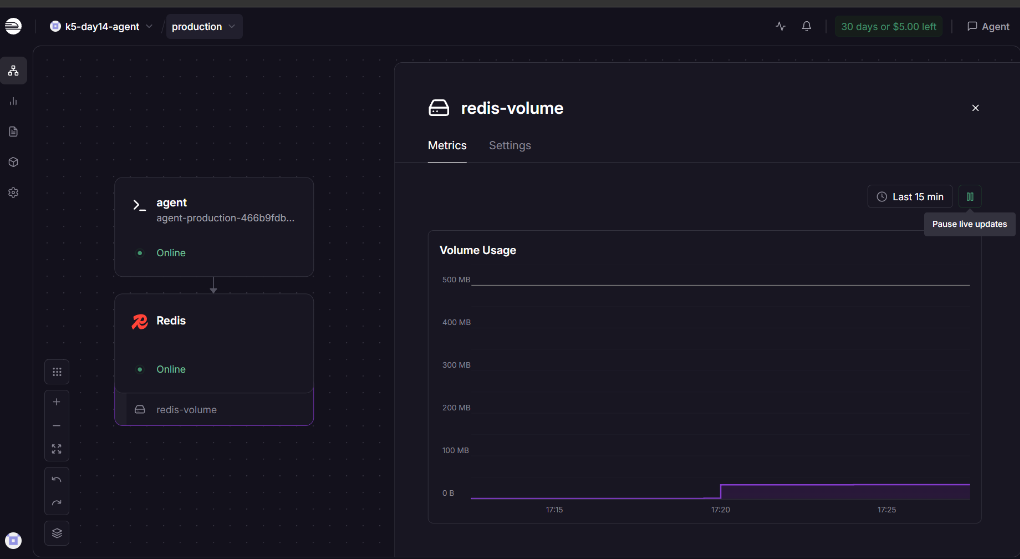 k5-day14-agent
production
30 days or $5.00 left
Agent
redis-volume
Metrics
Settings
agent
agent-production-466b9fdb...
Online
Redis
Online
redis-volume
Last 15 min
Pause live updates
Volume Usage
500 MB
400 MB
300 MB
200 MB
100 MB
0 B
17:15
17:20
17:25